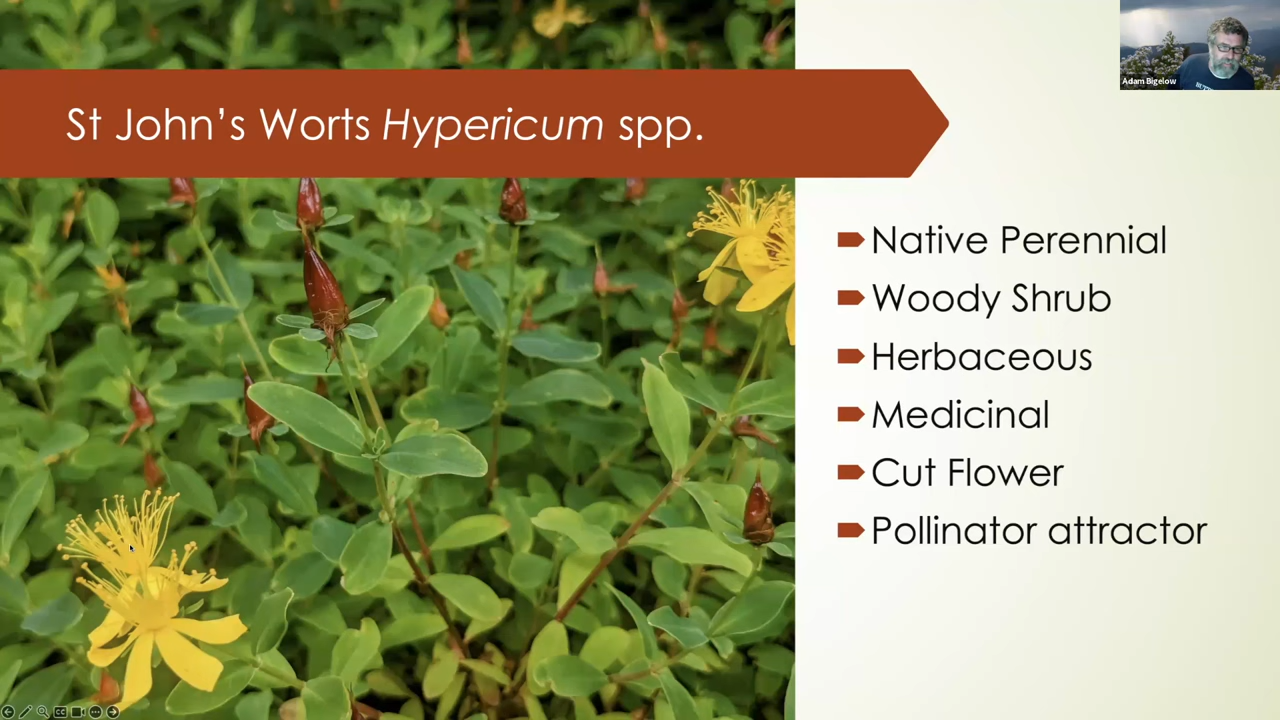 St John’s Worts Hypericum spp.
Native Perennial
Woody Shrub
Herbaceous
Medicinal
Cut Flower
Pollinator attractor
Adam Bigelow